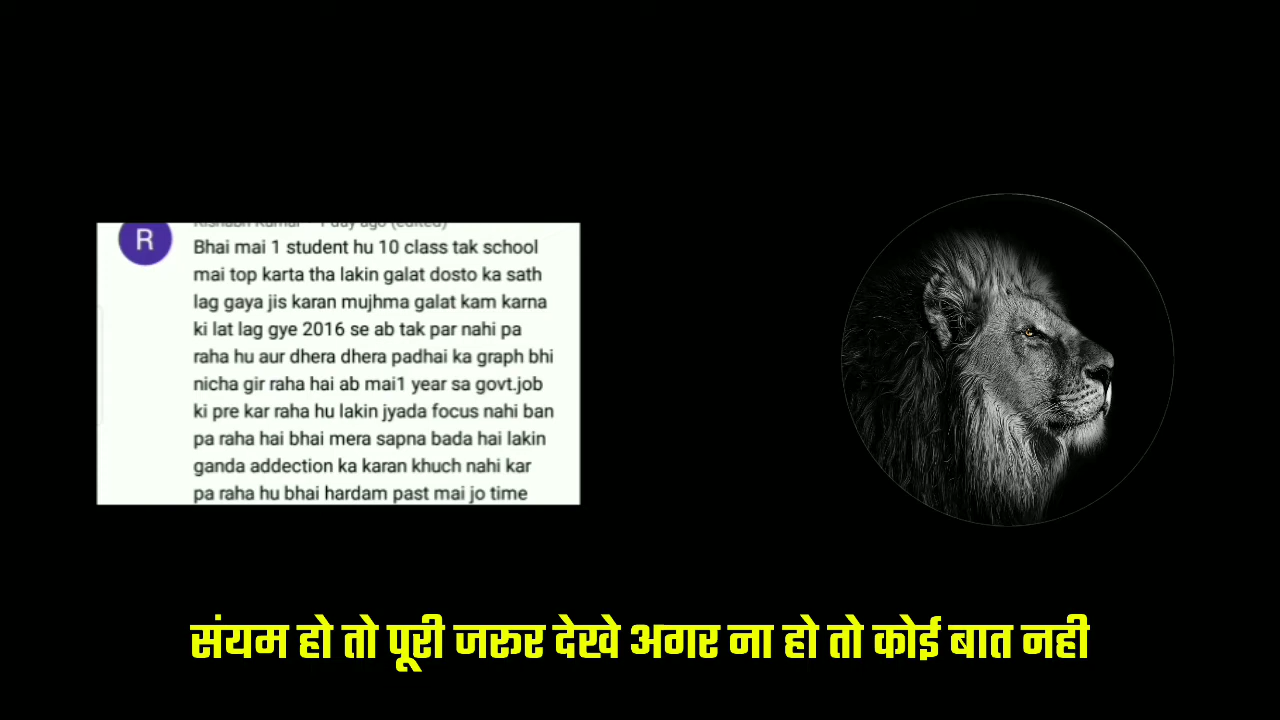 R
Bhai mai 1 student hu 10 class tak school
mai top karta tha lakin galat dosto ka sath
lag gaya jis karan mujhma galat kam karna
ki lat lag gye 2016 se ab tak par nahi pa
raha hu aur dhera dhera padhai ka graph bhi
nicha gir raha hai ab mai1 year sa govt.job
ki pre kar raha hu lakin jyada focus nahi ban
pa raha hai bhai mera sapna bada hai lakin
ganda addection ka karan khuch nahi kar
pa raha hu bhai hardam past mai jo time
संयम हो तो पूरी जरूर देखे अगर ना हो तो कोई बात नही